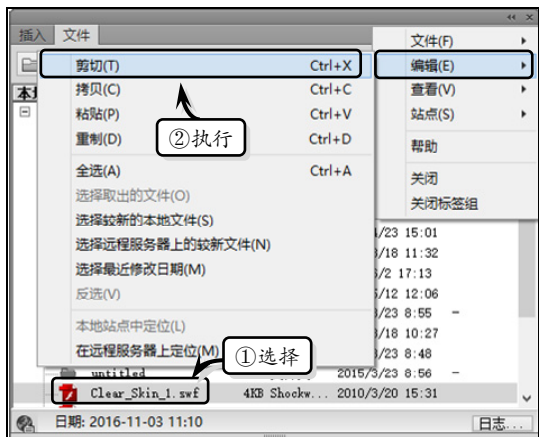 插入 文件
文件(F)
剪切(T) Ctrl+X
编辑(E)
拷贝(C) Ctrl+C
查看(V)
粘贴(P) Ctrl+V
站点(S)
重制(D) Ctrl+D
②执行
帮助
全选(A) Ctrl+A
关闭
选择取出的文件(O)
关闭标签组
选择较新的本地文件(S)
/23 15:01
选择远程服务器上的较新文件(N)
/18 11:32
选择最近修改日期(M)
/2 17:13
反选(V)
/12 12:06
/23 8:55 -
本地站点中定位(L)
/18 10:27
在远程服务器上定位(M)
①选择
/23 8:48
untitled 2015/3/23 8:56 -
Clear_Skin_1.swf 4KB Shockw... 2010/3/20 15:31
日期: 2016-11-03 11:10
日志...